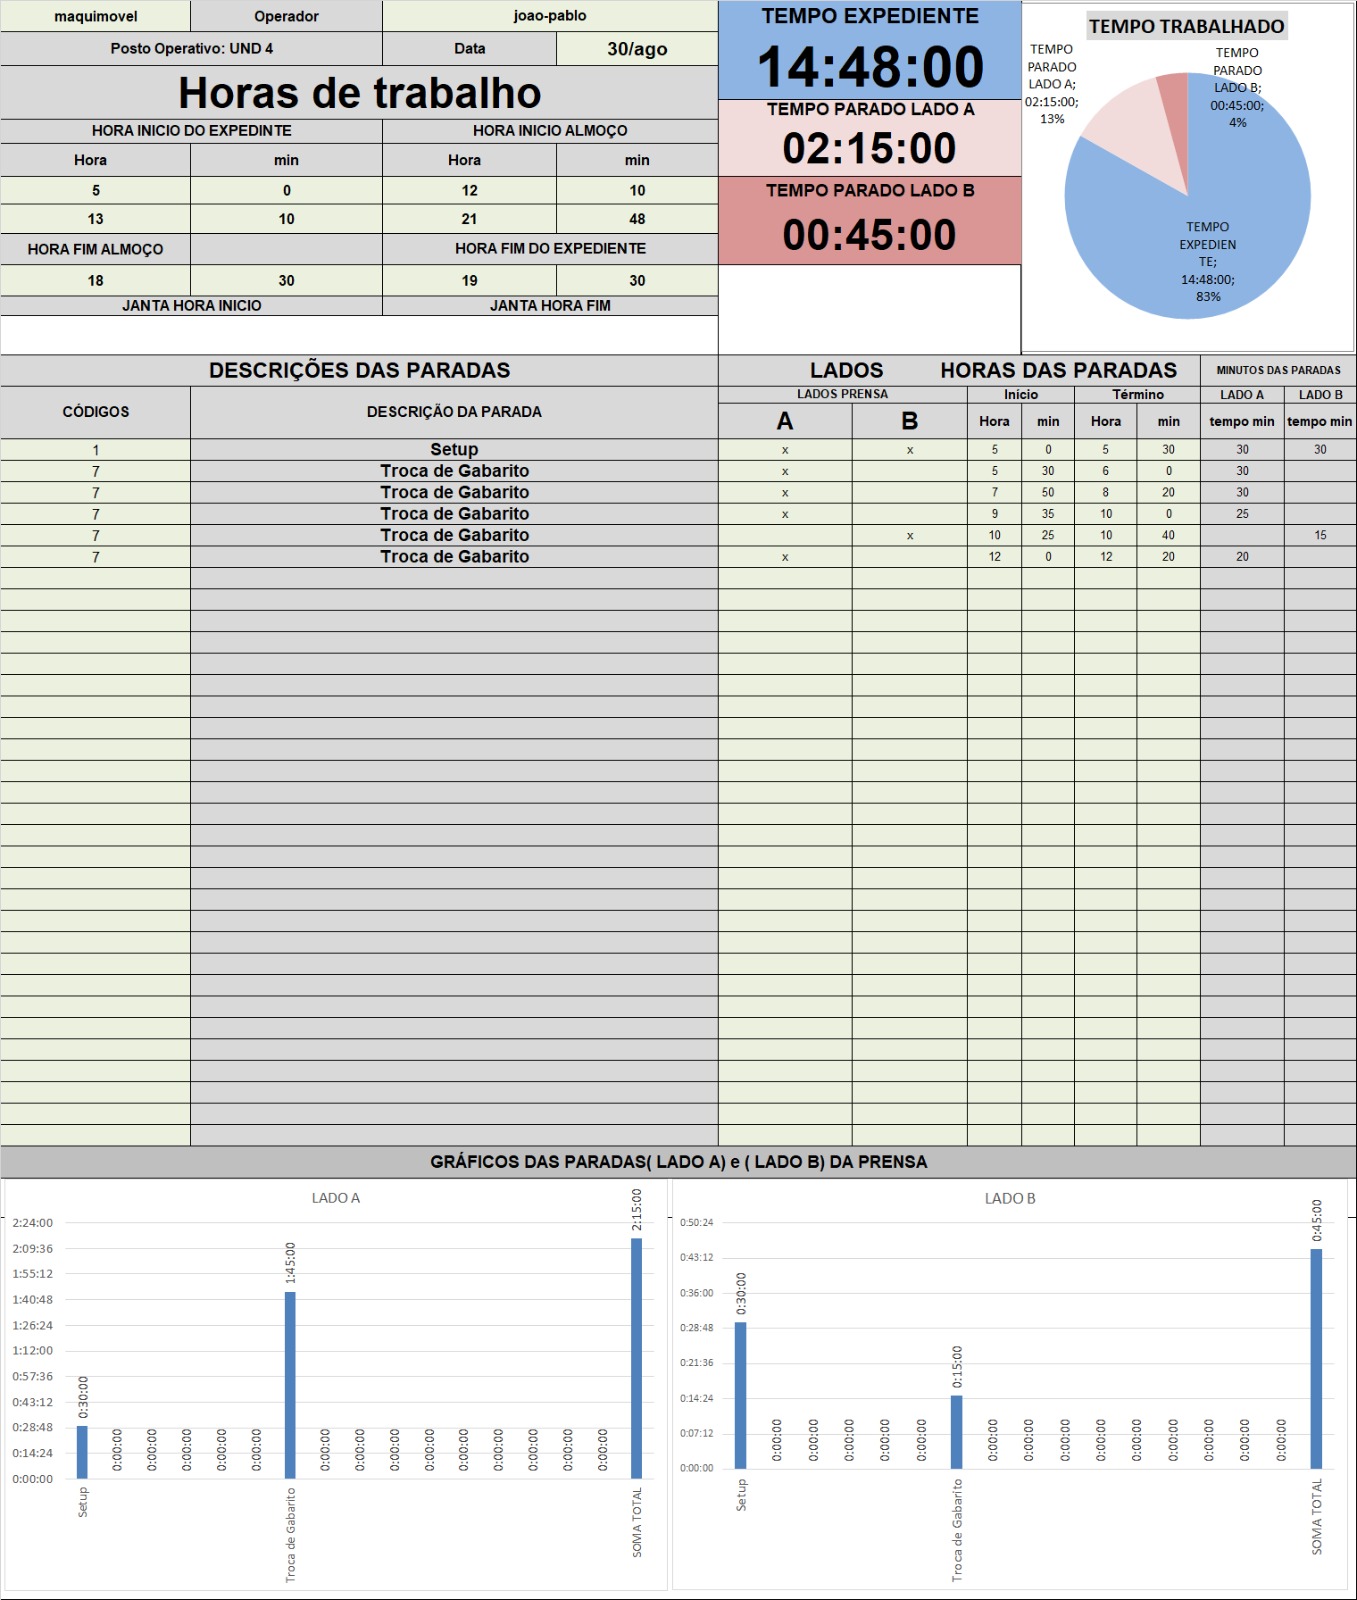 maquimovel Operador joao-pablo
Posto Operativo: UND 4 Data 30/ago
Horas de trabalho
HORA INICIO DO EXPEDINTE HORA INICIO ALMOÇO
Hora min Hora min
5 0 12 10
13 10 21 48
HORA FIM ALMOÇO HORA FIM DO EXPEDIENTE
18 30 19 30
JANTA HORA INICIO JANTA HORA FIM
TEMPO EXPEDIENTE
14:48:00
TEMPO PARADO LADO A
02:15:00
TEMPO PARADO LADO B
00:45:00
TEMPO TRABALHADO
TEMPO
PARADO
LADO A;
02:15:00;
13%
TEMPO
PARADO
LADO B;
00:45:00;
4%
TEMPO
EXPEDIEN
TE;
14:48:00;
83%
DESCRIÇÕES DAS PARADAS LADOS HORAS DAS PARADAS MINUTOS DAS PARADAS
CÓDIGOS DESCRIÇÃO DA PARADA LADOS PRENSA Início Término LADO A LADO B
A B Hora min Hora min tempo min tempo min
1 Setup x x 5 0 5 30 30 30
7 Troca de Gabarito x 5 30 6 0 30
7 Troca de Gabarito x 7 50 8 20 30
7 Troca de Gabarito x 9 35 10 0 25
7 Troca de Gabarito x 10 25 10 40 15
7 Troca de Gabarito x 12 0 12 20 20
GRÁFICOS DAS PARADAS( LADO A) e ( LADO B) DA PRENSA
LADO A
2:24:00
2:09:36
1:55:12
1:40:48
1:26:24
1:12:00
0:57:36
0:43:12
0:28:48
0:14:24
0:00:00
0:30:00
0:00:00
0:00:00
0:00:00
0:00:00
0:00:00
1:45:00
0:00:00
0:00:00
0:00:00
0:00:00
0:00:00
0:00:00
0:00:00
0:00:00
0:00:00
2:15:00
Setup
Troca de Gabarito
SOMA TOTAL
LADO B
0:50:24
0:43:12
0:36:00
0:28:48
0:21:36
0:14:24
0:07:12
0:00:00
0:30:00
0:00:00
0:00:00
0:00:00
0:00:00
0:00:00
0:15:00
0:00:00
0:00:00
0:00:00
0:00:00
0:00:00
0:00:00
0:00:00
0:00:00
0:00:00
0:45:00
Setup
Troca de Gabarito
SOMA TOTAL